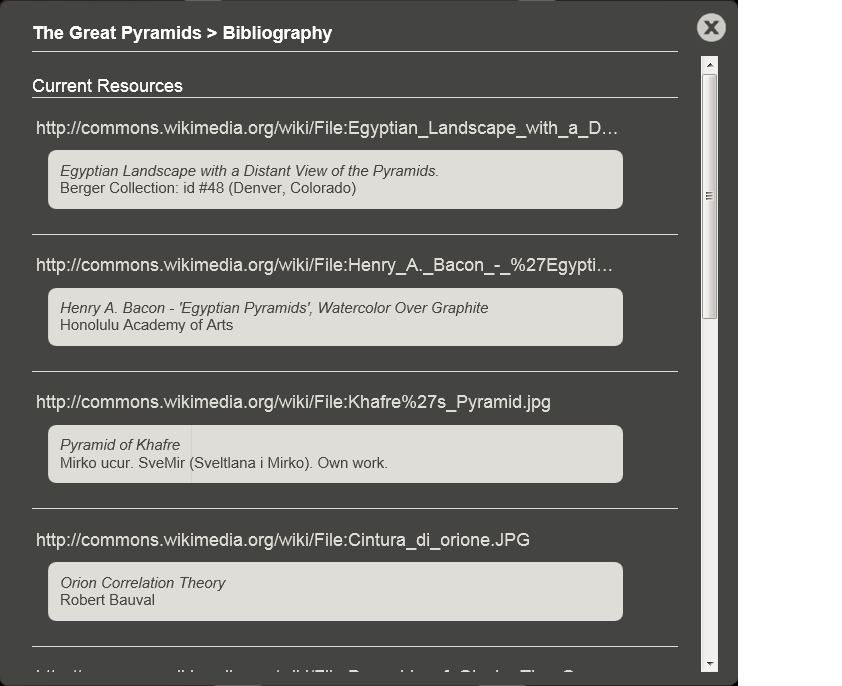 The Great Pyramids > Bibliography
Current Resources
http://commons.wikimedia.org/wiki/File:Egyptian_Landscape_with_a_D...
Egyptian Landscape with a Distant View of the Pyramids.
Berger Collection: id #48 (Denver, Colorado)
http://commons.wikimedia.org/wiki/File:Henry_A._Bacon_-_%27Egypti...
Henry A. Bacon - 'Egyptian Pyramids', Watercolor Over Graphite
Honolulu Academy of Arts
http://commons.wikimedia.org/wiki/File:Khafre%27s_Pyramid.jpg
Pyramid of Khafre
Mirko ucur. SveMir (Sveltlana i Mirko). Own work.
http://commons.wikimedia.org/wiki/File:Cintura_di_orione.JPG
Orion Correlation Theory
Robert Bauval